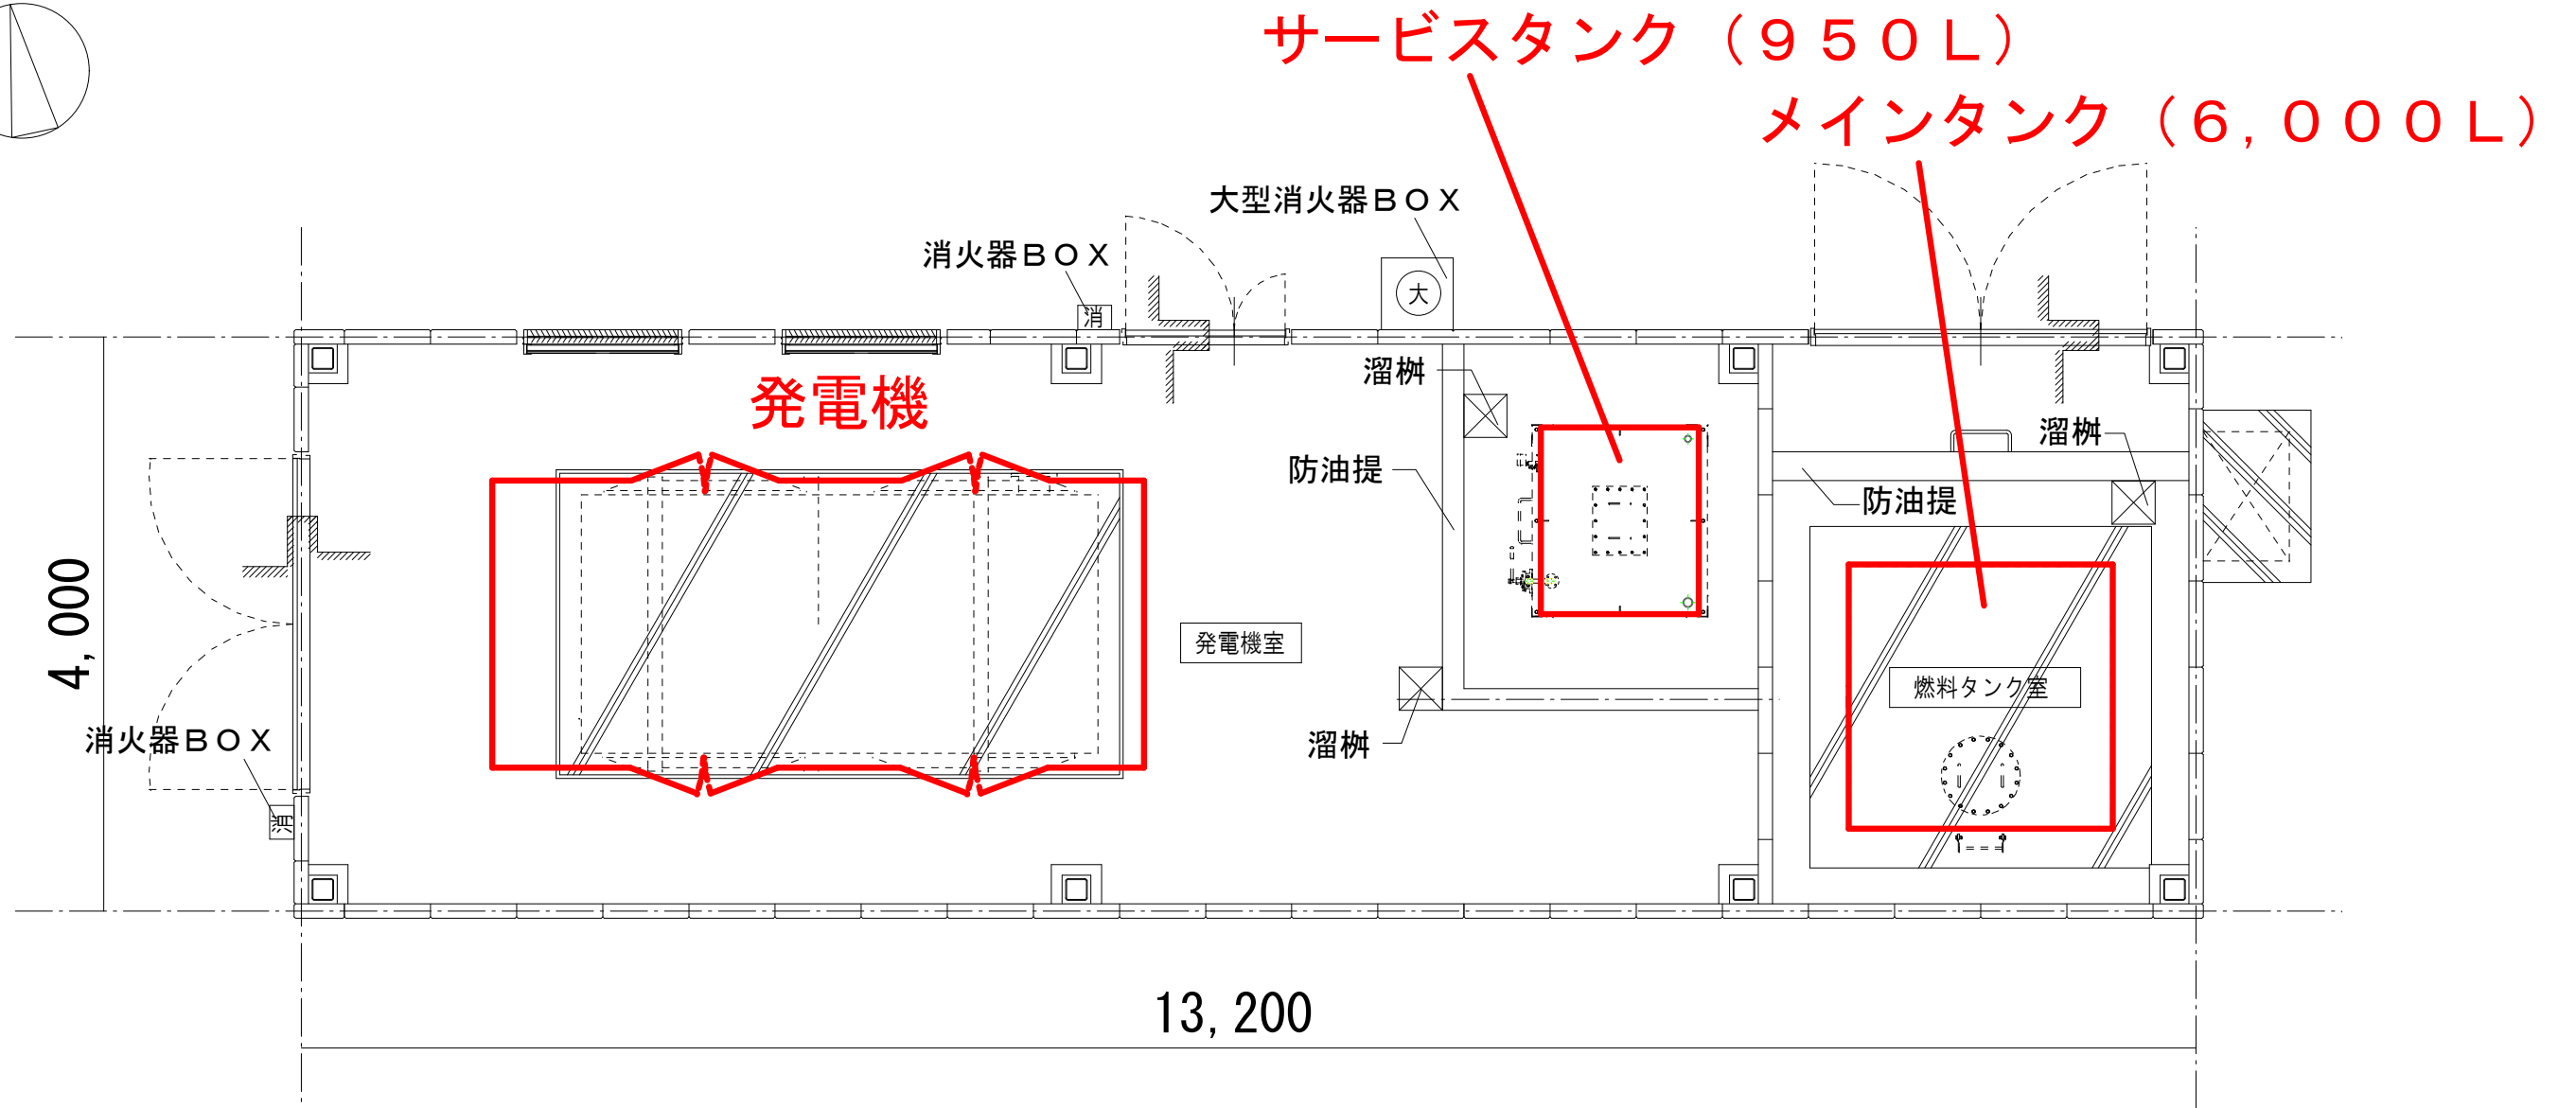 サービスタンク（９５０Ｌ）
メインタンク（６，０００Ｌ）
大型消火器ＢＯＸ
消火器ＢＯＸ
大
消
発電機
溜桝
溜桝
防油提
防油提
4,000
発電機室
燃料タンク室
消火器ＢＯＸ
溜桝
消
13,200